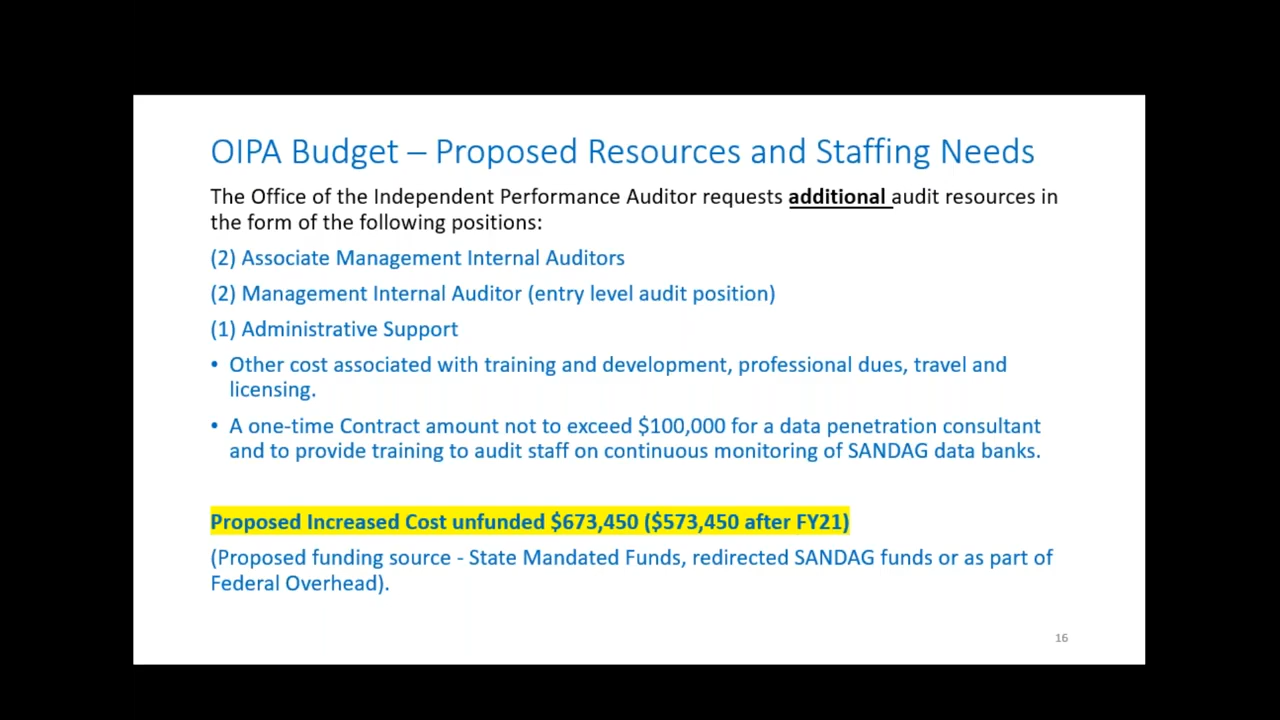 OIPA Budget – Proposed Resources and Staffing Needs
The Office of the Independent Performance Auditor requests additional audit resources in
the form of the following positions:
(2) Associate Management Internal Auditors
(2) Management Internal Auditor (entry level audit position)
(1) Administrative Support
• Other cost associated with training and development, professional dues, travel and
licensing.
• A one-time Contract amount not to exceed $100,000 for a data penetration consultant
and to provide training to audit staff on continuous monitoring of SANDAG data banks.
Proposed Increased Cost unfunded $673,450 ($573,450 after FY21)
(Proposed funding source - State Mandated Funds, redirected SANDAG funds or as part of
Federal Overhead).
16